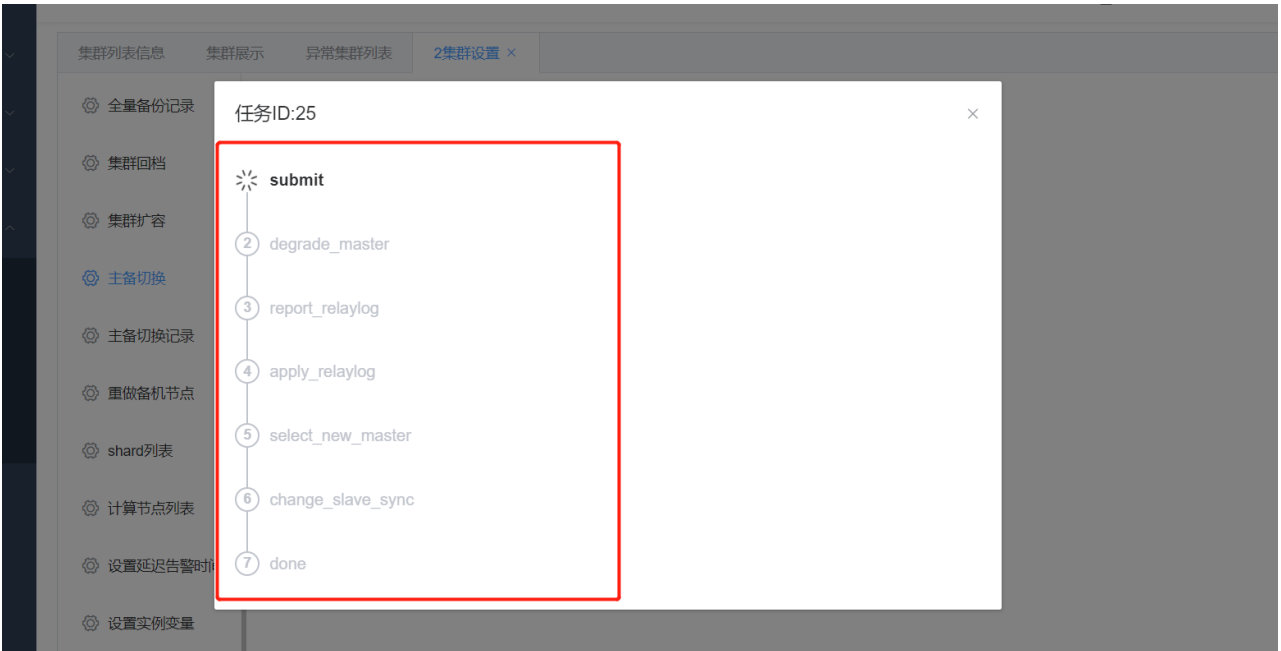 集群列表信息 集群展示 异常集群列表 2集群设置 ×
全量备份记录
集群回档
集群扩容
主备切换
主备切换记录
重做备机节点
shard列表
计算节点列表
设置延迟告警时间
设置实例变量
任务ID:25 ×
submit
2 degrade_master
3 report_relaylog
4 apply_relaylog
5 select_new_master
6 change_slave_sync
7 done